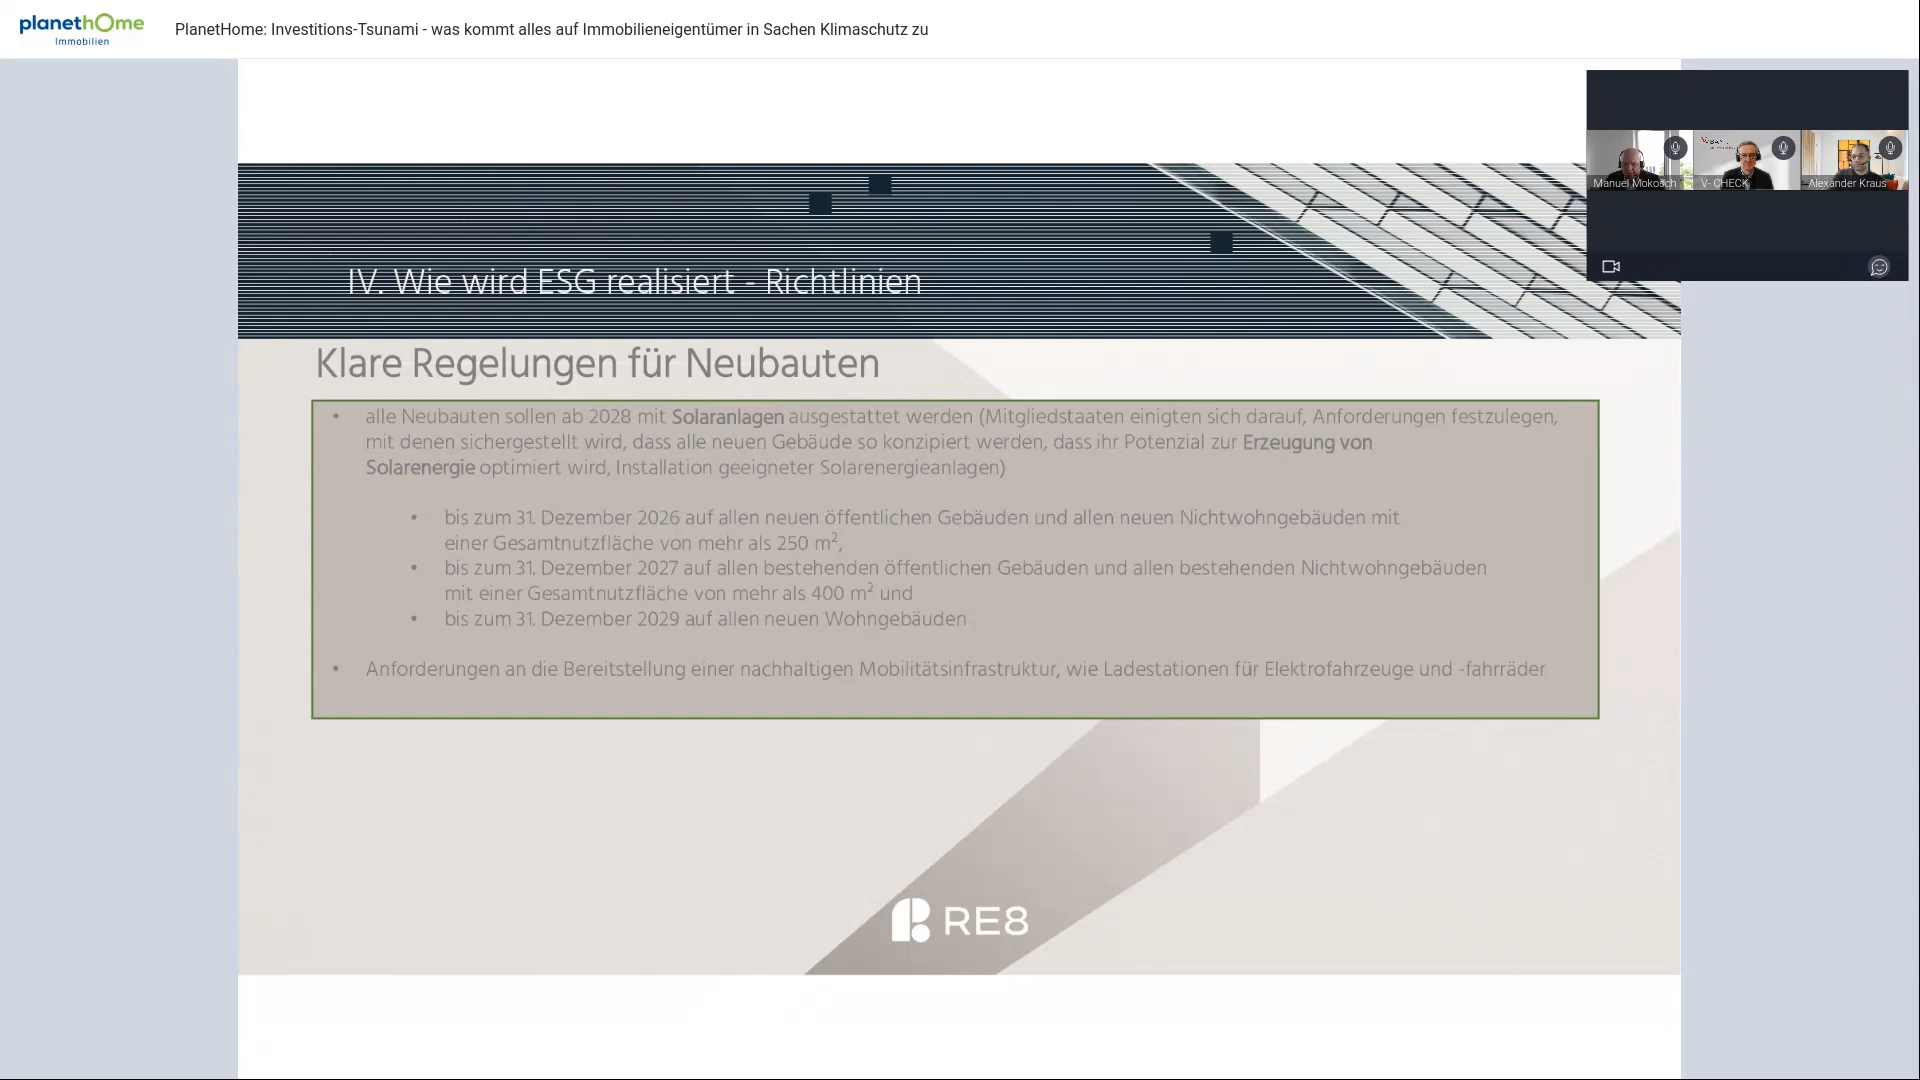 planethome
Immobilien
PlanetHome: Investitions-Tsunami - was kommt alles auf Immobilieneigentümer in Sachen Klimaschutz zu
Manuel Mokosch
V- CHECK
Alexander Kraus
IV. Wie wird ESG realisiert - Richtlinien
Klare Regelungen für Neubauten
• alle Neubauten sollen ab 2028 mit Solaranlagen ausgestattet werden (Mitgliedstaaten einigten sich darauf, Anforderungen festzulegen,
mit denen sichergestellt wird, dass alle neuen Gebäude so konzipiert werden, dass ihr Potenzial zur Erzeugung von
Solarenergie optimiert wird, Installation geeigneter Solarenergieanlagen)
• bis zum 31. Dezember 2026 auf allen neuen öffentlichen Gebäuden und allen neuen Nichtwohngebäuden mit
einer Gesamtnutzfläche von mehr als 250 m²,
• bis zum 31. Dezember 2027 auf allen bestehenden öffentlichen Gebäuden und allen bestehenden Nichtwohngebäuden
mit einer Gesamtnutzfläche von mehr als 400 m² und
• bis zum 31. Dezember 2029 auf allen neuen Wohngebäuden
• Anforderungen an die Bereitstellung einer nachhaltigen Mobilitätsinfrastruktur, wie Ladestationen für Elektrofahrzeuge und -fahrräder
RE8